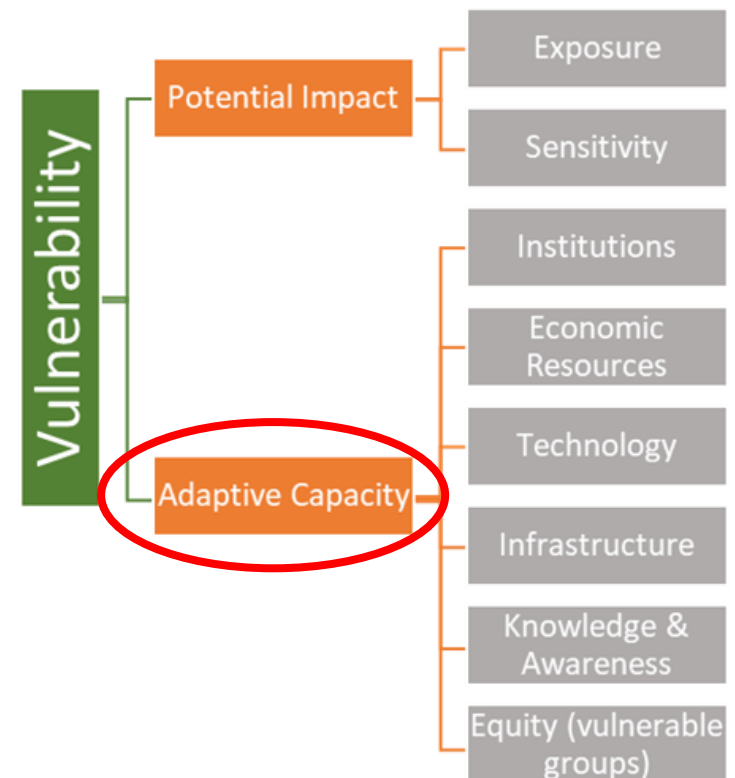 Vulnerability
Potential Impact
Exposure
Sensitivity
Adaptive Capacity
Institutions
Economic
Resources
Technology
Infrastructure
Knowledge &
Awareness
Equity (vulnerable
groups)